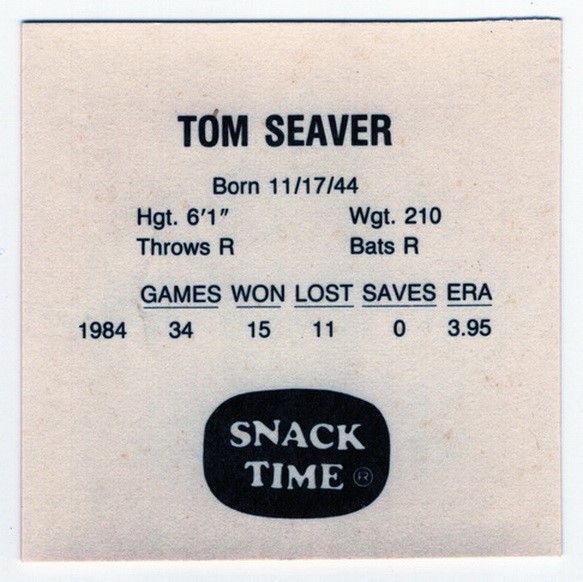 TOM SEAVER
Born 11/17/44
Hgt. 6'1" Wgt. 210
Throws R Bats R
GAMES WON LOST SAVES ERA
1984 34 15 11 0 3.95
SNACK
TIME ®